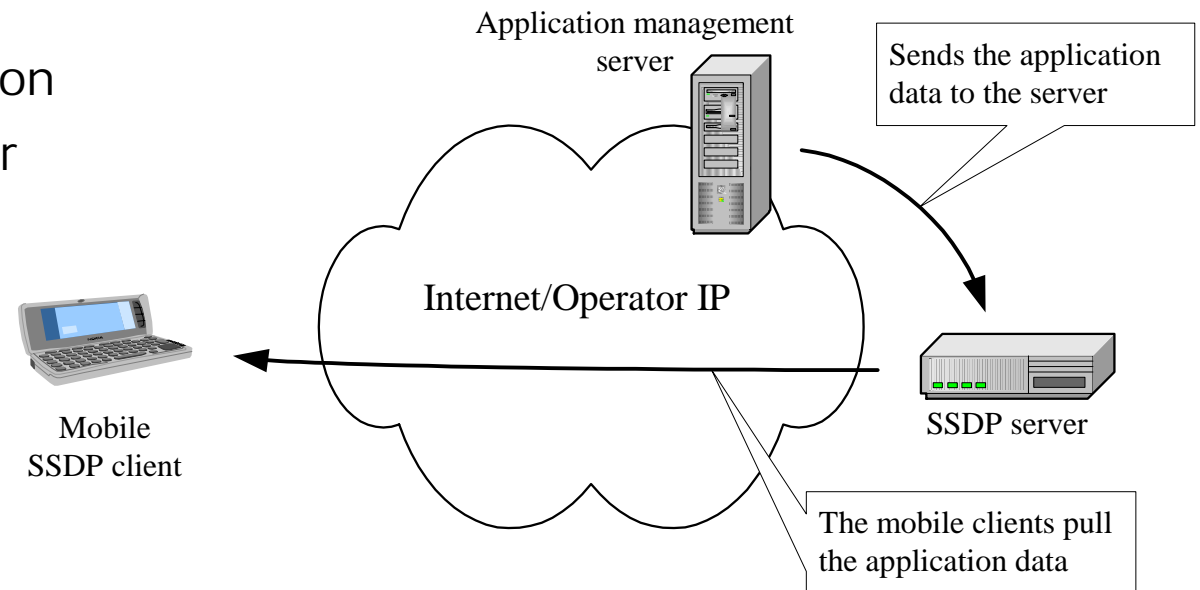 on
r
Application management
server
Sends the application
data to the server
Internet/Operator IP
Mobile
SSDP client
SSDP server
The mobile clients pull
the application data